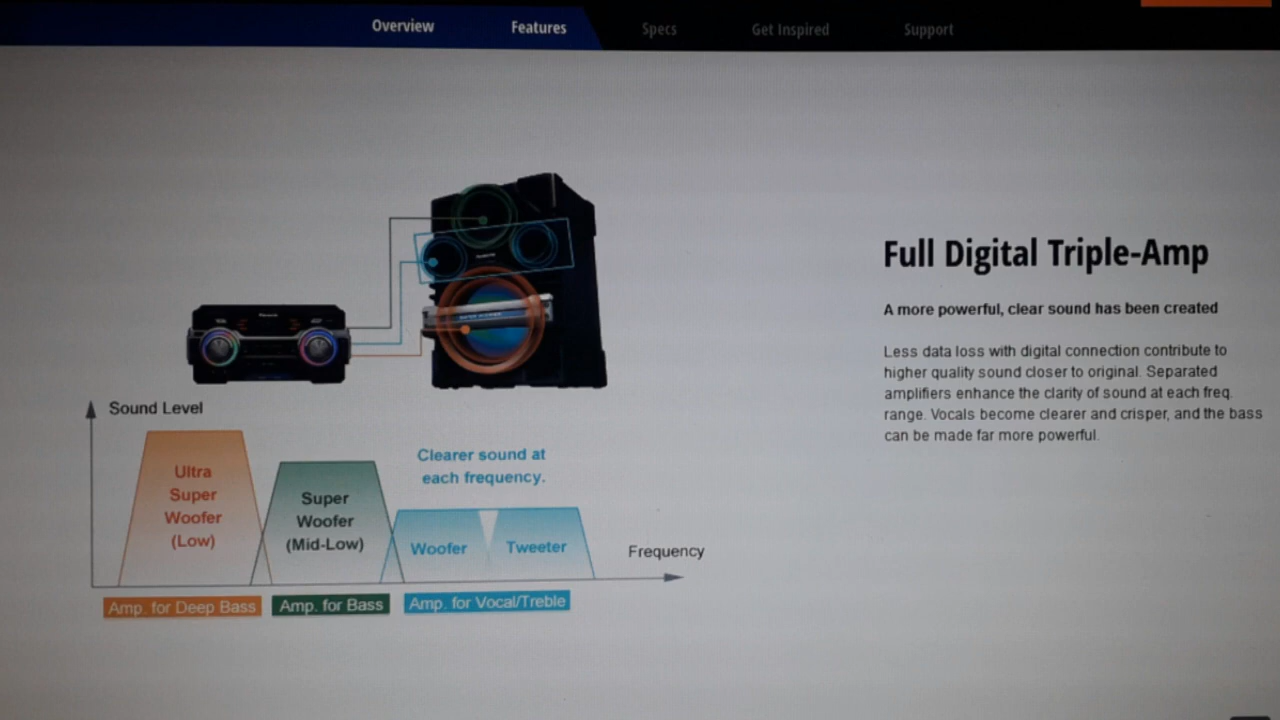 Overview Features Specs Get Inspired Support
Full Digital Triple-Amp
A more powerful, clear sound has been created
Less data loss with digital connection contribute to
higher quality sound closer to original. Separated
amplifiers enhance the clarity of sound at each freq.
range. Vocals become clearer and crisper, and the bass
can be made far more powerful.
Panasonic
SUPER WOOFER
Sound Level
Ultra
Super
Woofer
(Low)
Super
Woofer
(Mid-Low)
Clearer sound at
each frequency.
Woofer
Tweeter
Frequency
Amp. for Deep Bass
Amp. for Bass
Amp. for Vocal/Treble